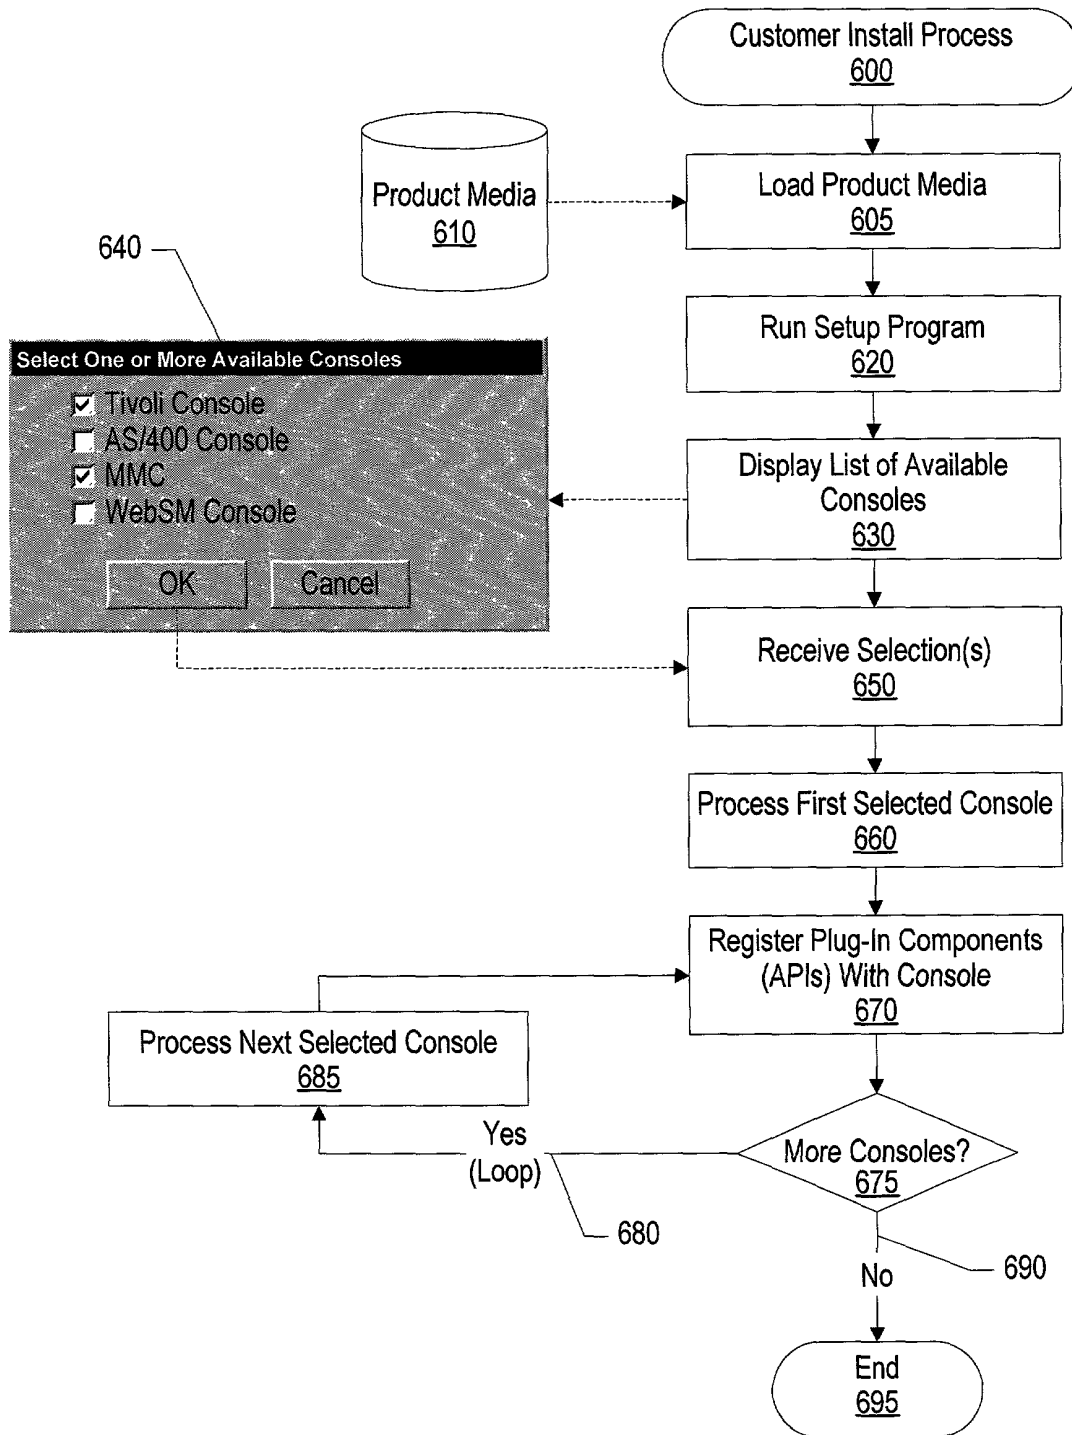 Customer Install Process
600
Product Media
610
Load Product Media
605
640
Run Setup Program
620
Select One or More Available Consoles
Tivoli Console
AS/400 Console
MMC
WebSM Console
OK
Cancel
Display List of Available
Consoles
630
Receive Selection(s)
650
Process First Selected Console
660
Register Plug-In Components
(APIs) With Console
670
Process Next Selected Console
685
Yes
(Loop)
More Consoles?
675
680
690
No
End
695